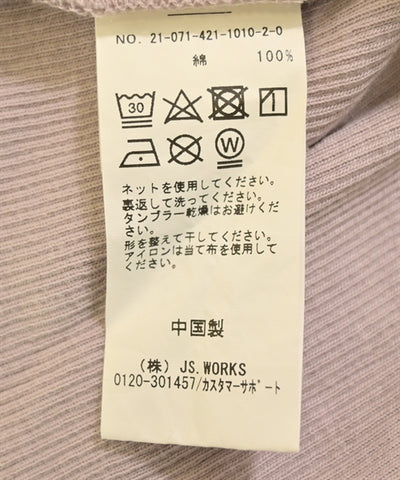 NO. 21-071-421-1010-2-0
綿 100%
30
W
ネットを使用してください。
裏返して洗ってください。
タンブラー乾燥はお避けくだ
さい。
形を整えて干してください。
アイロンは当て布を使用して
ください。
中国製
(株) JS.WORKS
0120-301457/カスタマーサポート